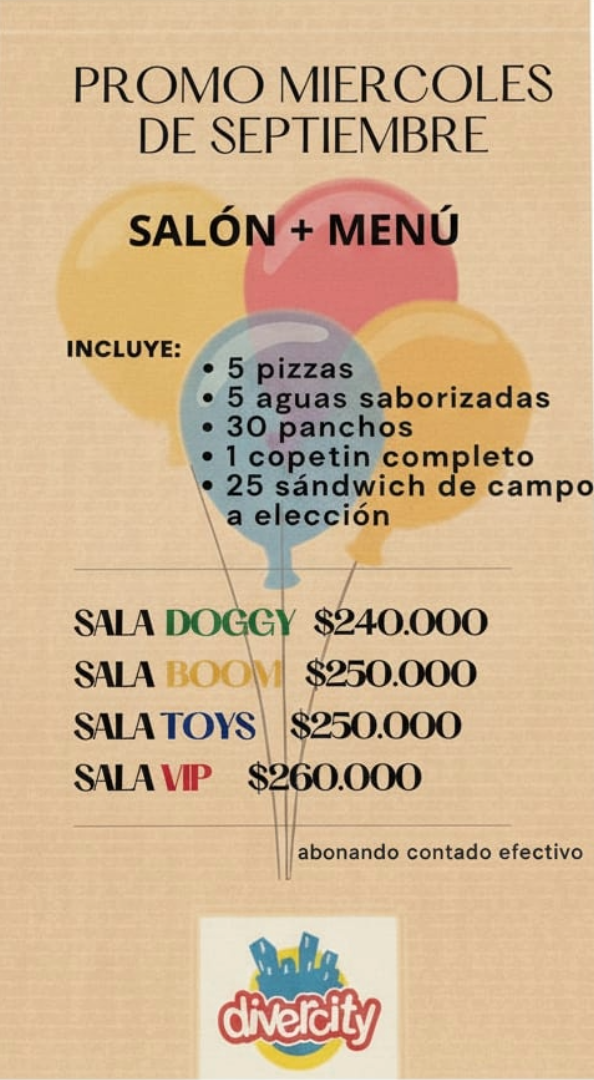 PROMO MIERCOLES
DE SEPTIEMBRE
SALÓN + MENÚ
INCLUYE:
• 5 pizzas
• 5 aguas saborizadas
• 30 panchos
• 1 copetin completo
• 25 sándwich de campo
a elección
SALA DOGGY $240.000
SALA BOOM $250.000
SALA TOYS $250.000
SALA VIP $260.000
abonando contado efectivo
divercity